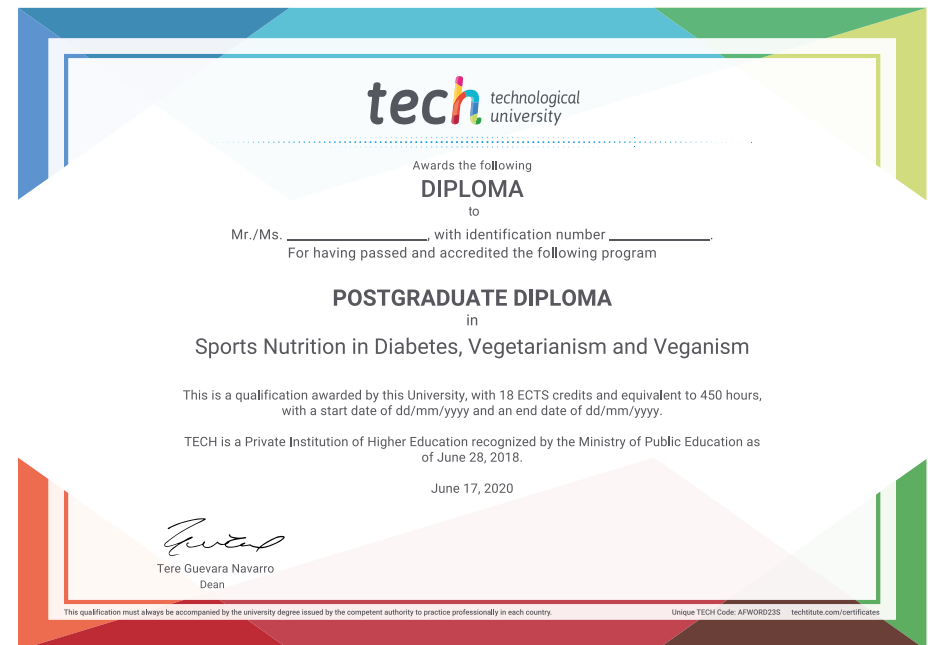 tech technological
university
Awards the following
DIPLOMA
to
Mr./Ms. ____________, with identification number ____________.
For having passed and accredited the following program
POSTGRADUATE DIPLOMA
in
Sports Nutrition in Diabetes, Vegetarianism and Veganism
This is a qualification awarded by this University, with 18 ECTS credits and equivalent to 450 hours,
with a start date of dd/mm/yyyy and an end date of dd/mm/yyyy.
TECH is a Private Institution of Higher Education recognized by the Ministry of Public Education as
of June 28, 2018.
June 17, 2020
Tere Guevara Navarro
Dean
This qualification must always be accompanied by the university degree issued by the competent authority to practice professionally in each country. Unique TECH Code: AFWORD23S techtitute.com/certificates